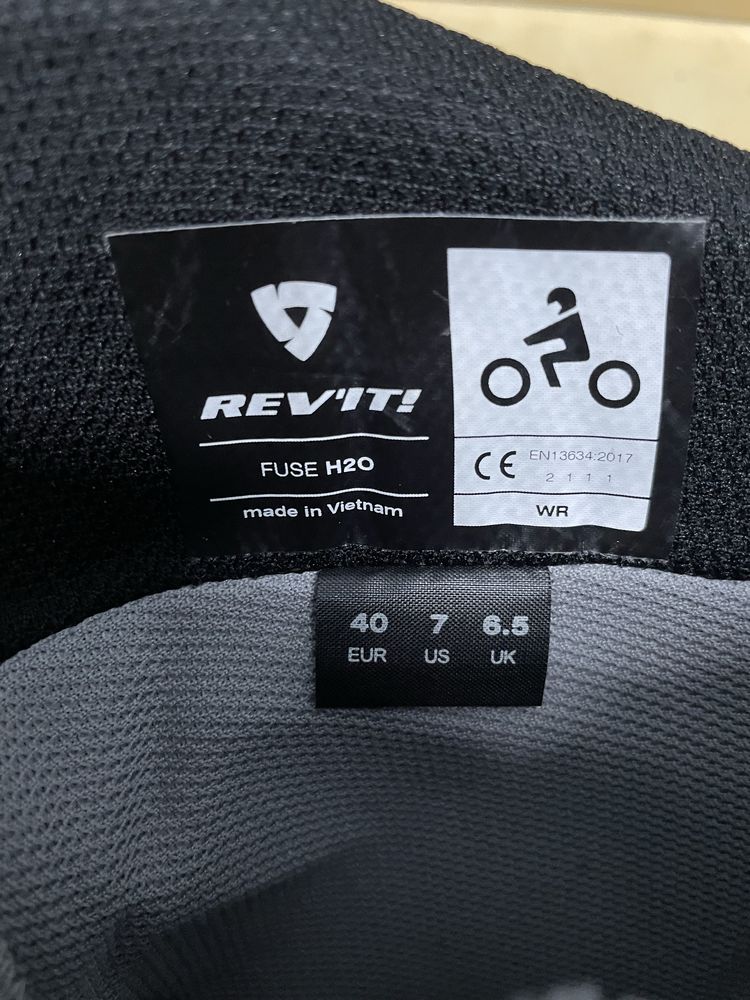 REV'IT!
FUSE H2O
made in Vietnam
CE EN13634:2017
2 1 1 1
WR
40 7 6.5
EUR US UK